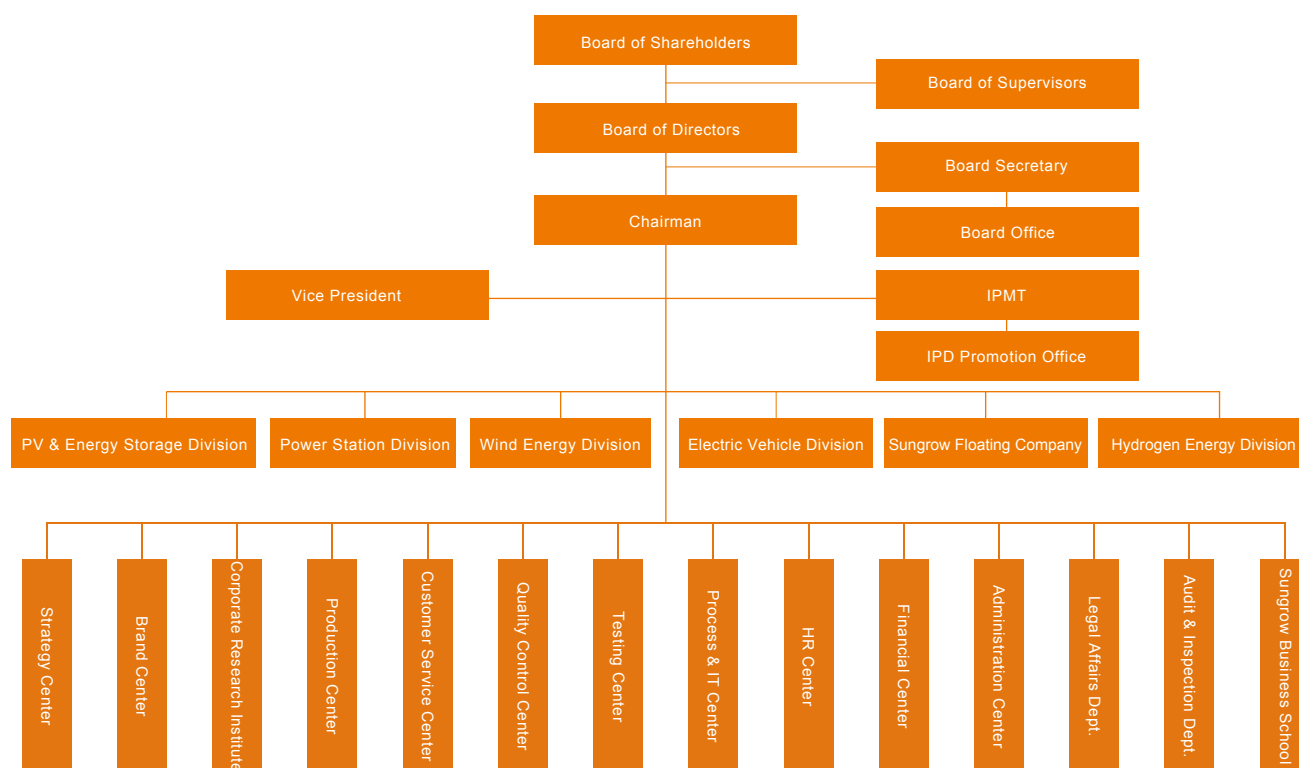 Board of Shareholders
Board of Supervisors
Board of Directors
Board Secretary
Chairman
Board Office
Vice President
IPMT
IPD Promotion Office
PV & Energy Storage Division
Power Station Division
Wind Energy Division
Electric Vehicle Division
Sungrow Floating Company
Hydrogen Energy Division
Strategy Center
Brand Center
Corporate Research Institute
Production Center
Customer Service Center
Quality Control Center
Testing Center
Process & IT Center
HR Center
Financial Center
Administration Center
Legal Affairs Dept.
Audit & Inspection Dept.
Sungrow Business School